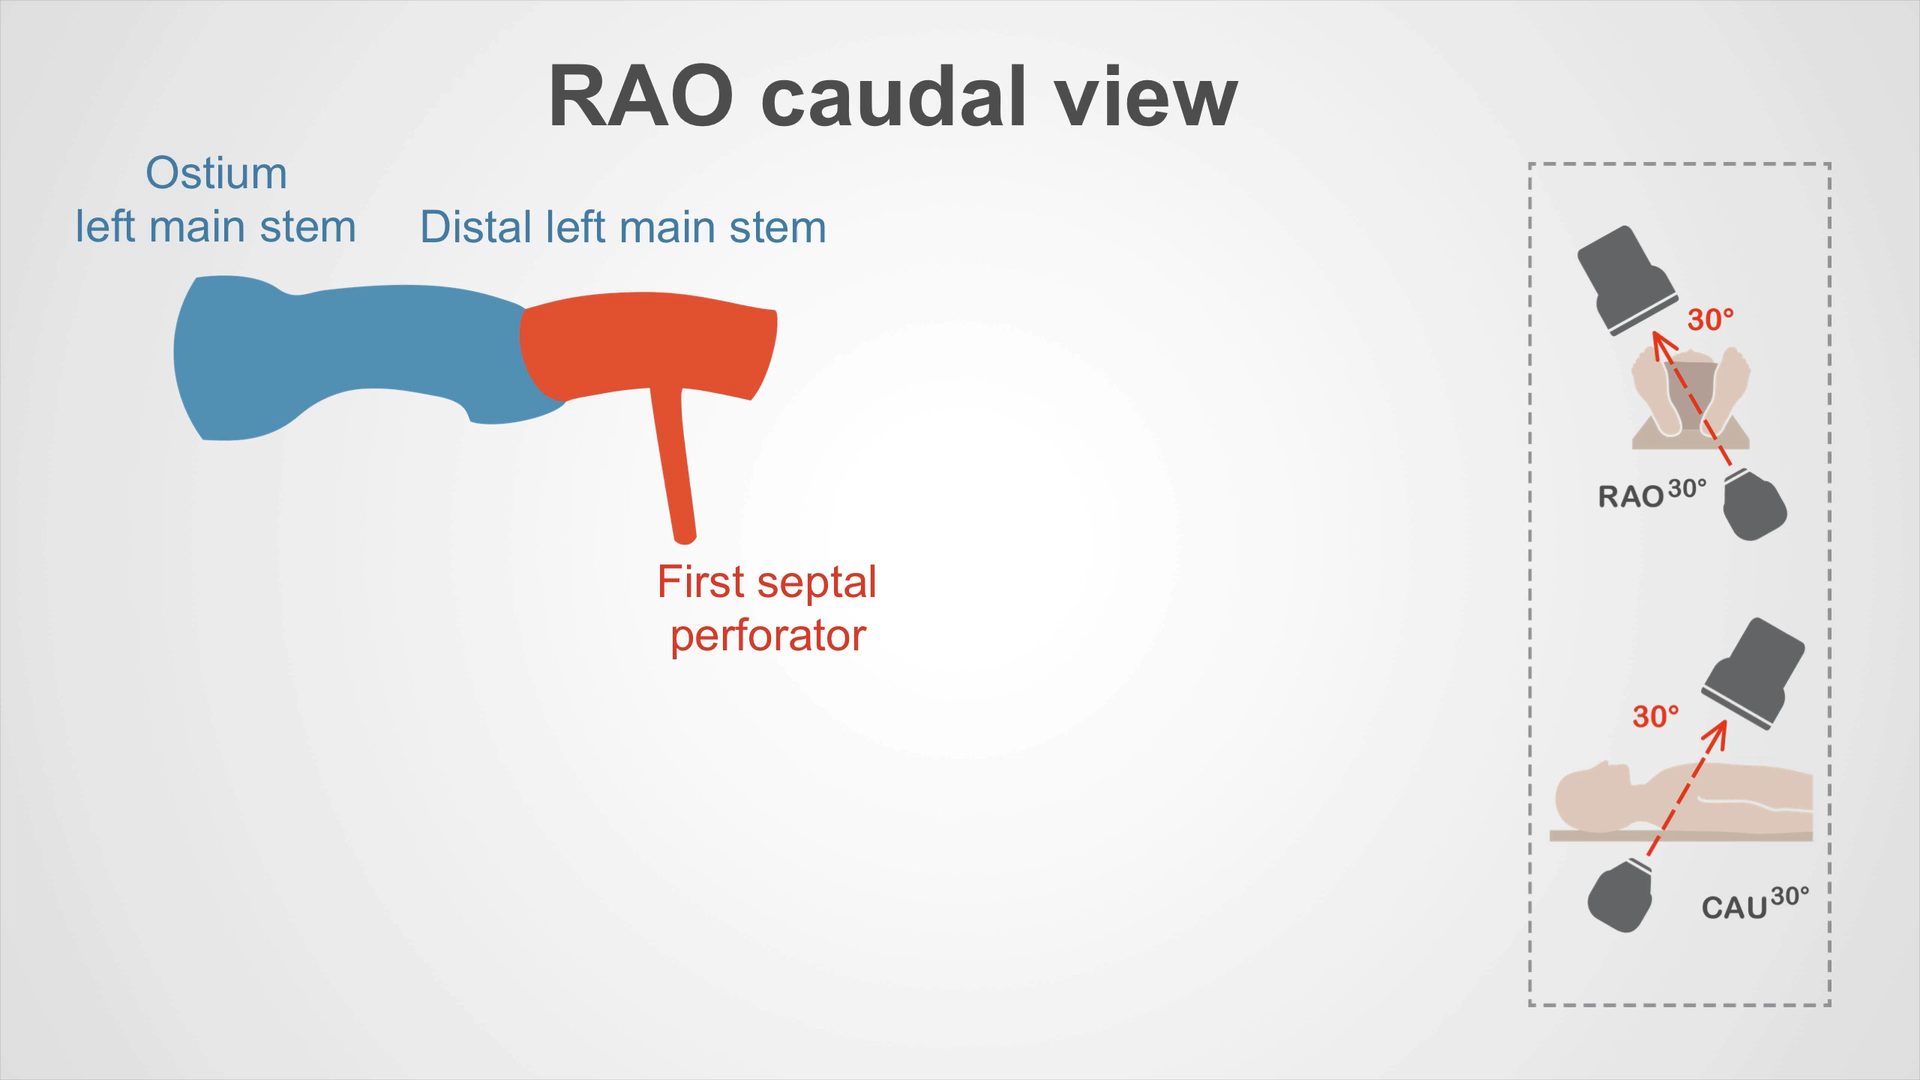 RAO caudal view
Ostium
left main stem
Distal left main stem
First septal
perforator
30°
RAO30°
30°
CAU30°